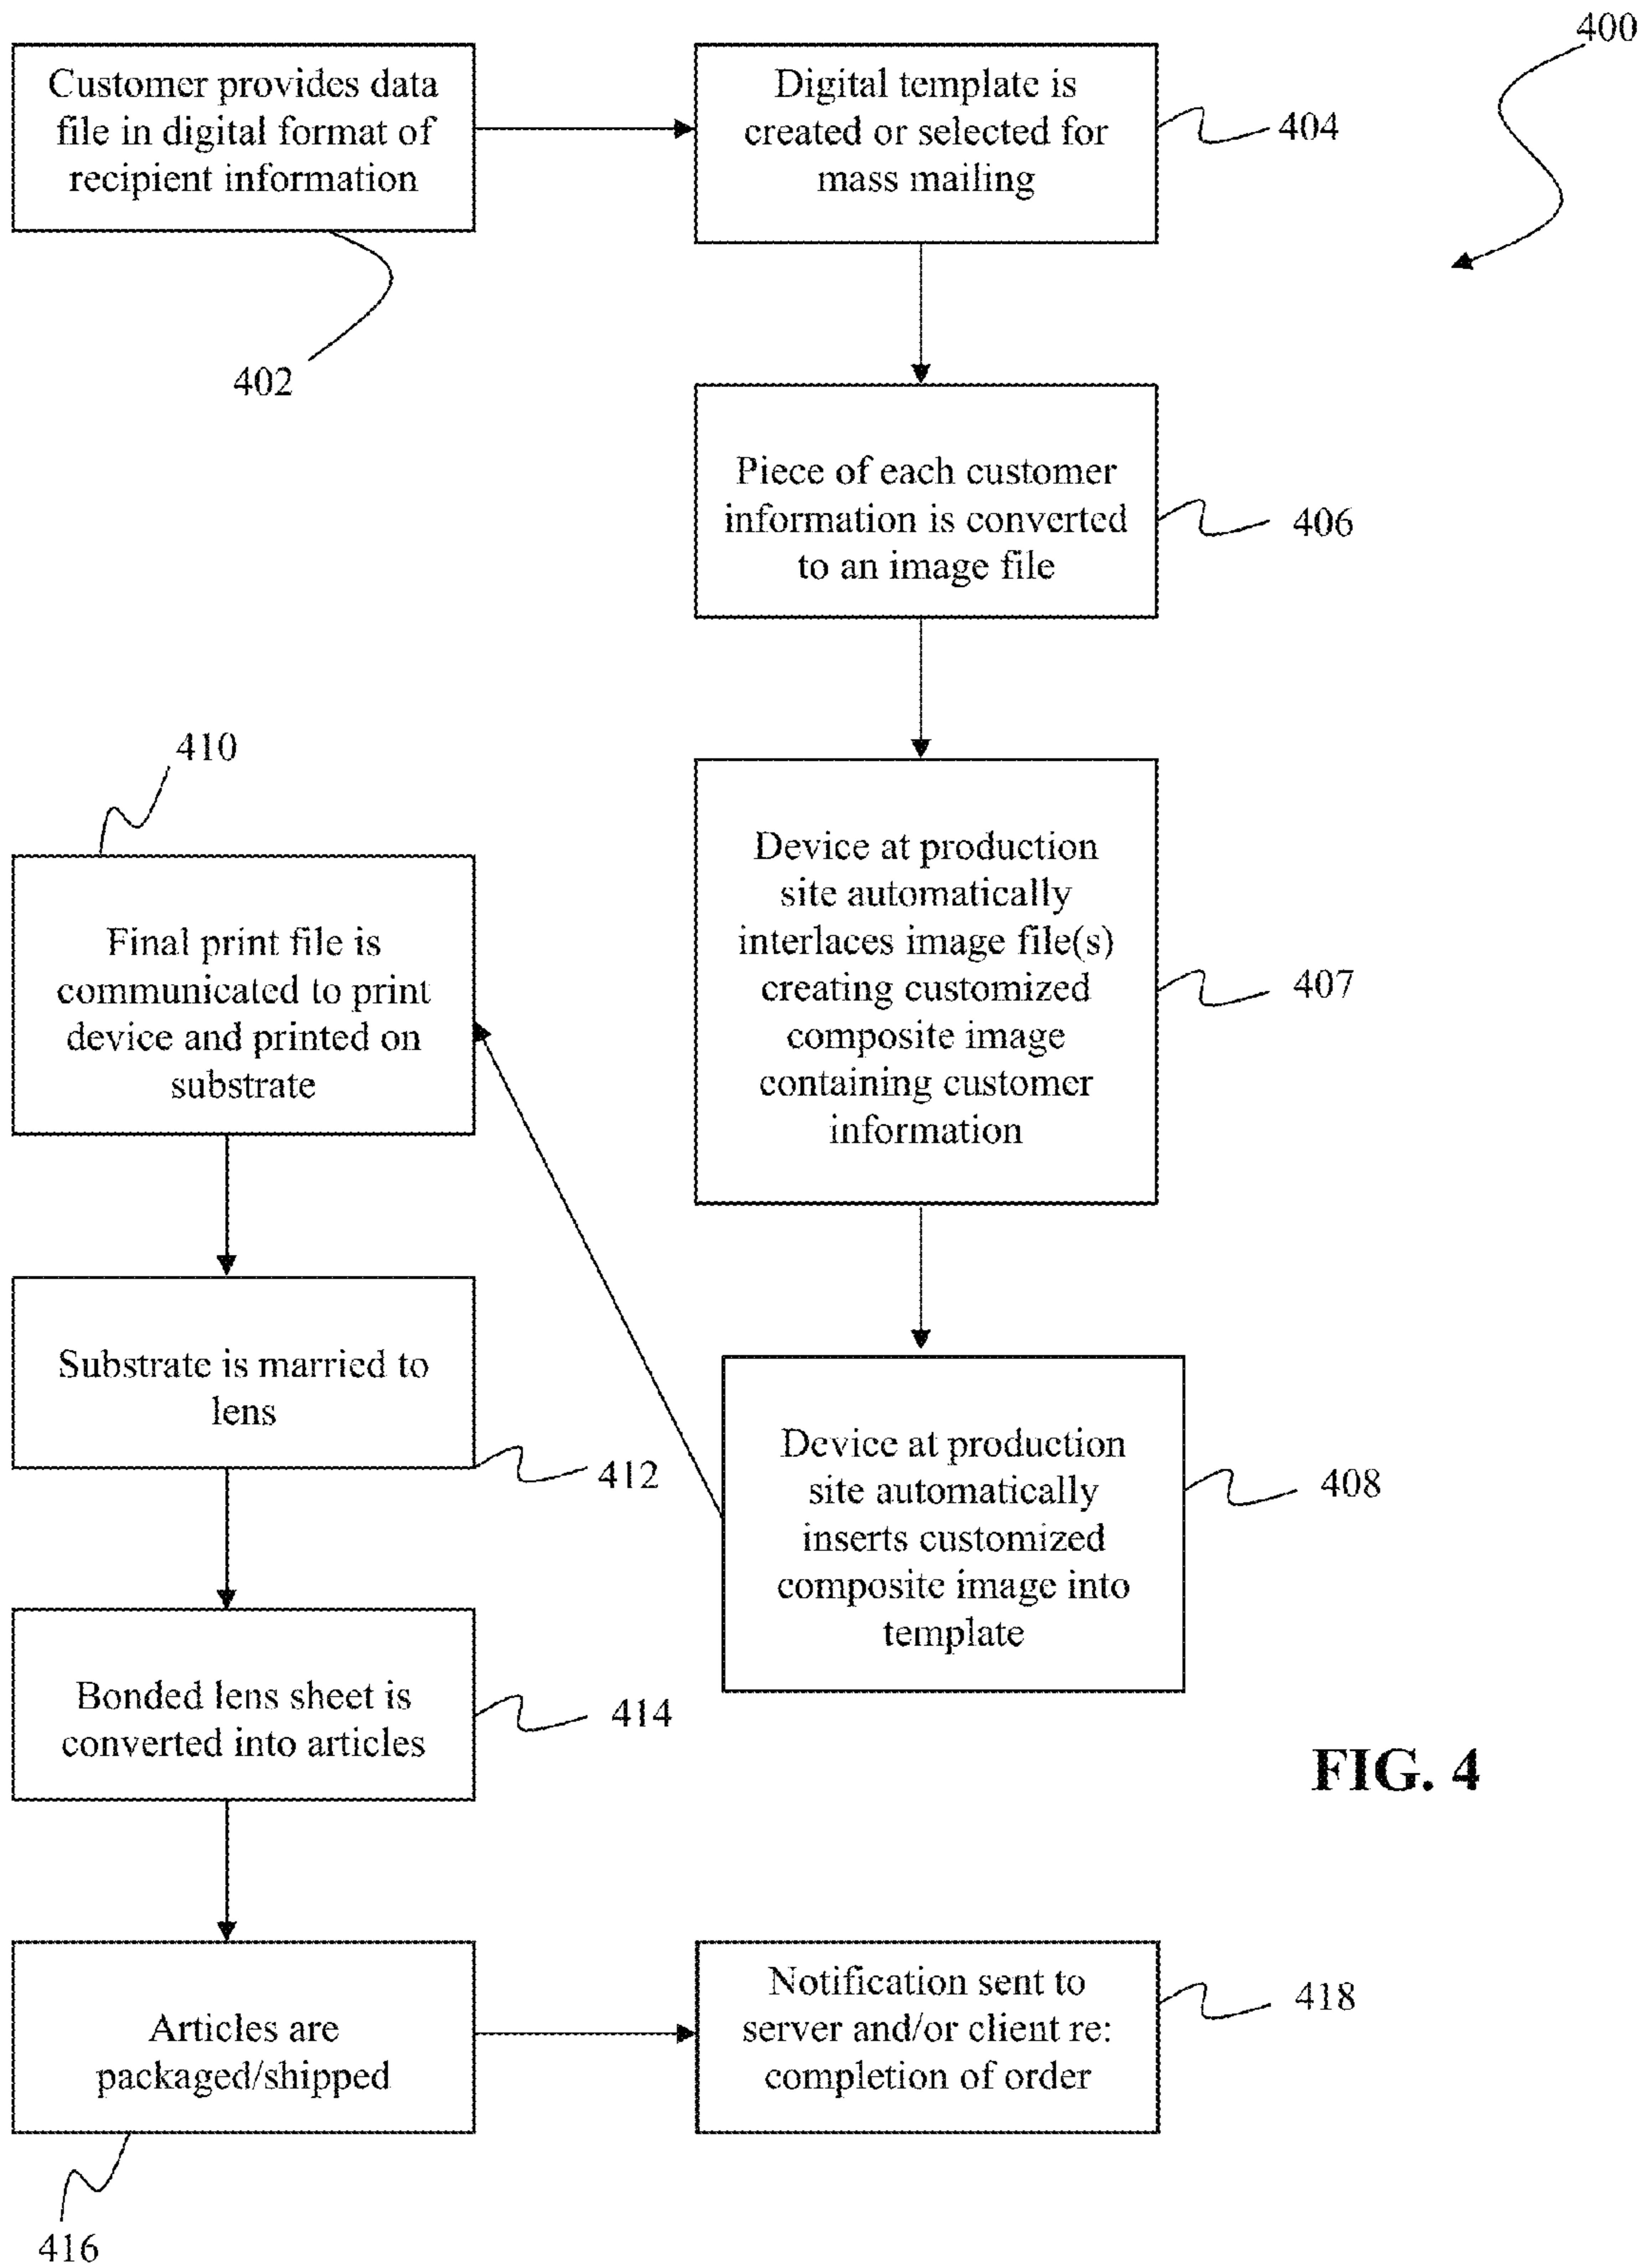 400
Customer provides data
file in digital format of
recipient information
402
Digital template is
created or selected for
mass mailing
404
Piece of each customer
information is converted
to an image file
406
Device at production
site automatically
interlaces image file(s)
creating customized
composite image
containing customer
information
407
Device at production
site automatically
inserts customized
composite image into
template
408
410
Final print file is
communicated to print
device and printed on
substrate
Substrate is married to
lens
412
Bonded lens sheet is
converted into articles
414
Articles are
packaged/shipped
416
Notification sent to
server and/or client re:
completion of order
418
FIG. 4